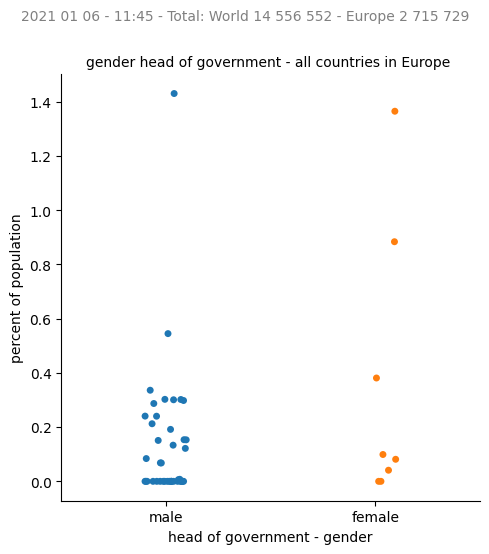 2021 01 06 - 11:45 - Total: World 14 556 552 - Europe 2 715 729
gender head of government - all countries in Europe
1.4
1.2
1.0
0.8
0.6
0.4
0.2
0.0
percent of population
male
female
head of government - gender